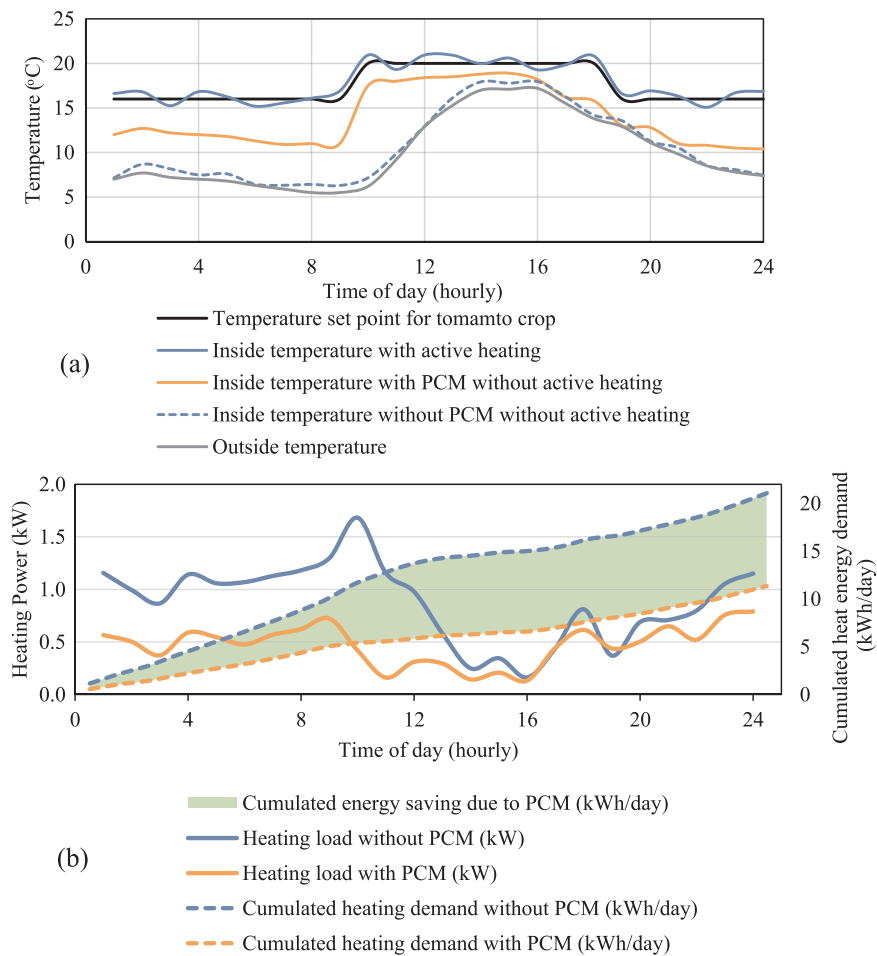 25
20
15
10
5
0
Temperature (°C)
0 4 8 12 16 20 24
Time of day (hourly)
Temperature set point for tomamto crop
Inside temperature with active heating
(a)
Inside temperature with PCM without active heating
Inside temperature without PCM without active heating
Outside temperature
2.0
1.5
1.0
0.5
0.0
Heating Power (kW)
20
15
10
5
0
Cumulated heat energy demand
(kWh/day)
0 4 8 12 16 20 24
Time of day (hourly)
Cumulated energy saving due to PCM (kWh/day)
Heating load without PCM (kW)
(b)
Heating load with PCM (kW)
Cumulated heating demand without PCM (kWh/day)
Cumulated heating demand with PCM (kWh/day)